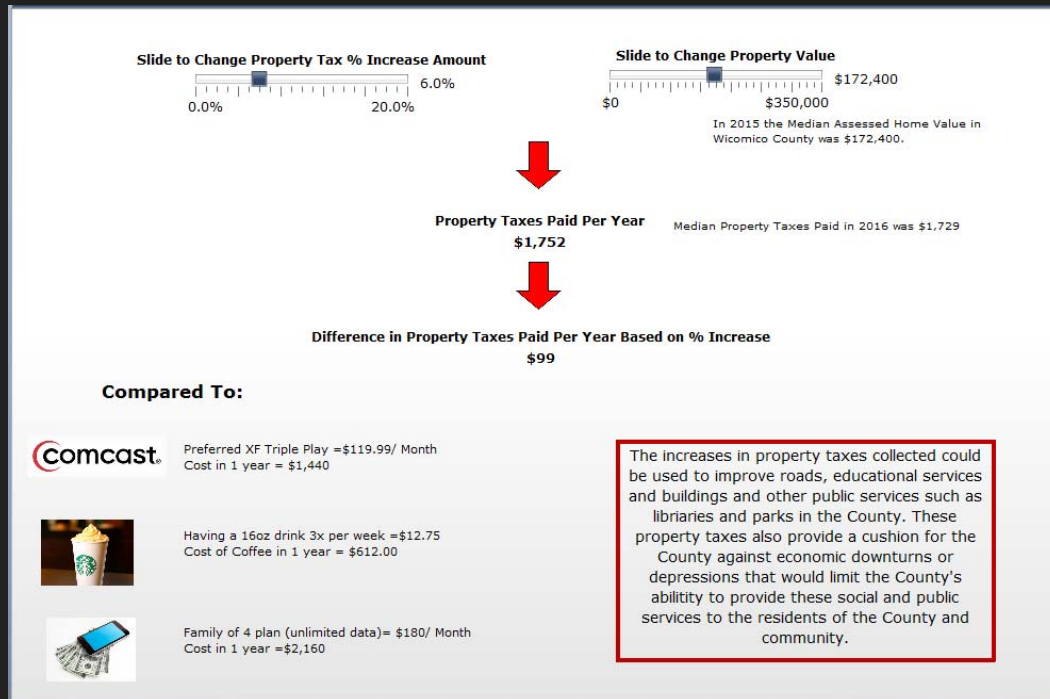 Slide to Change Property Tax % Increase Amount
6.0%
0.0%
20.0%
Slide to Change Property Value
$172,400
$0
$350,000
In 2015 the Median Assessed Home Value in
Wicomico County was $172,400.
Property Taxes Paid Per Year
$1,752
Median Property Taxes Paid in 2016 was $1,729
Difference in Property Taxes Paid Per Year Based on % Increase
$99
Compared To:
comcast.
Preferred XF Triple Play =$119.99/ Month
Cost in 1 year = $1,440
Having a 16oz drink 3x per week =$12.75
Cost of Coffee in 1 year = $612.00
Family of 4 plan (unlimited data)= $180/ Month
Cost in 1 year =$2,160
The increases in property taxes collected could
be used to improve roads, educational services
and buildings and other public services such as
libriaries and parks in the County. These
property taxes also provide a cushion for the
County against economic downturns or
depressions that would limit the County's
abilitity to provide these social and public
services to the residents of the County and
community.